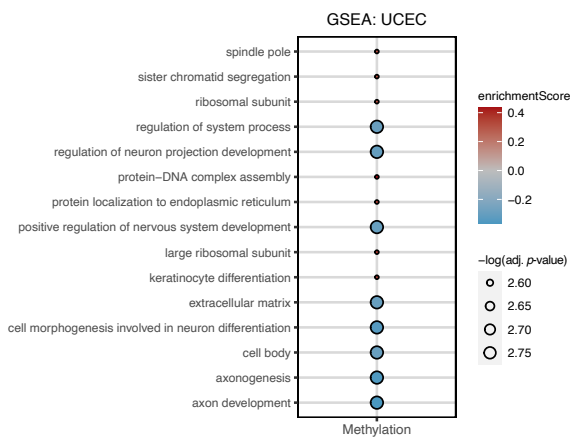 GSEA: UCEC
spindle pole
sister chromatid segregation
ribosomal subunit
regulation of system process
regulation of neuron projection development
protein−DNA complex assembly
protein localization to endoplasmic reticulum
positive regulation of nervous system development
large ribosomal subunit
keratinocyte differentiation
extracellular matrix
cell morphogenesis involved in neuron differentiation
cell body
axonogenesis
axon development
Methylation
enrichmentScore
0.4
0.2
0.0
−0.2
−log(adj. p-value)
2.60
2.65
2.70
2.75